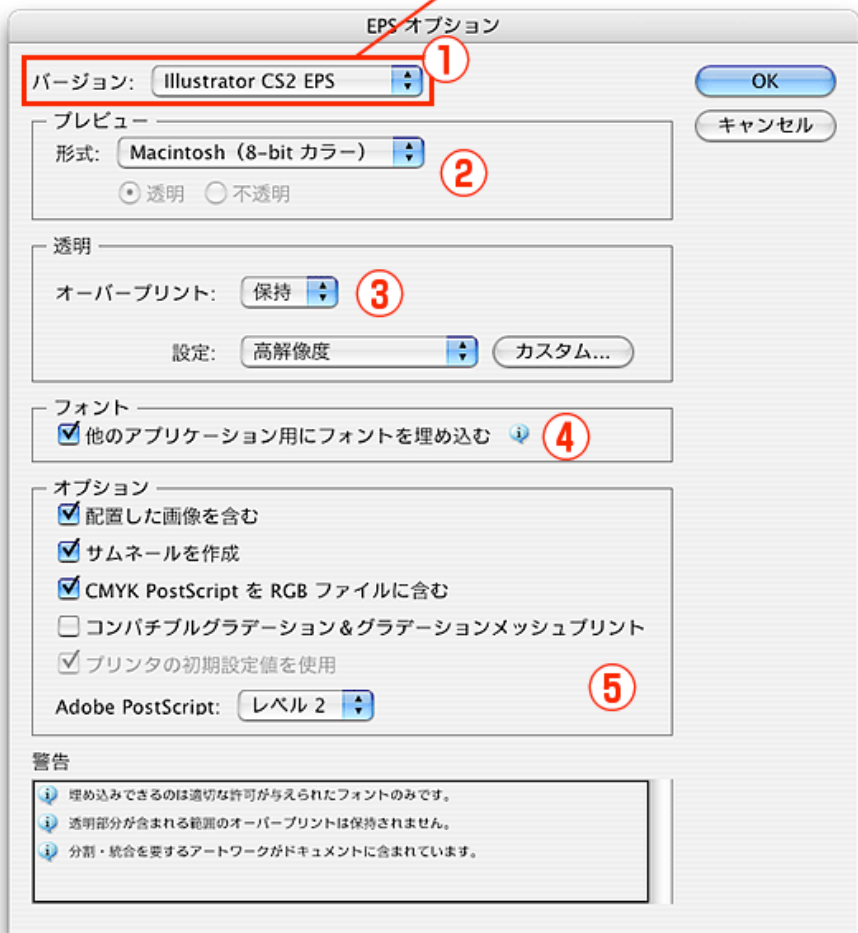 EPS オプション
①
バージョン: Illustrator CS2 EPS
OK
キャンセル
プレビュー
形式: Macintosh（8-bit カラー）
②
透明 不透明
透明
オーバープリント: 保持
③
設定: 高解像度 カスタム...
フォント
他のアプリケーション用にフォントを埋め込む
④
オプション
配置した画像を含む
サムネールを作成
CMYK PostScript を RGB ファイルに含む
コンパチブルグラデーション＆グラデーションメッシュプリント
プリンタの初期設定値を使用
⑤
Adobe PostScript: レベル 2
警告
埋め込みできるのは適切な許可が与えられたフォントのみです。
透明部分が含まれる範囲のオーバープリントは保持されません。
分割・統合を要するアートワークがドキュメントに含まれています。